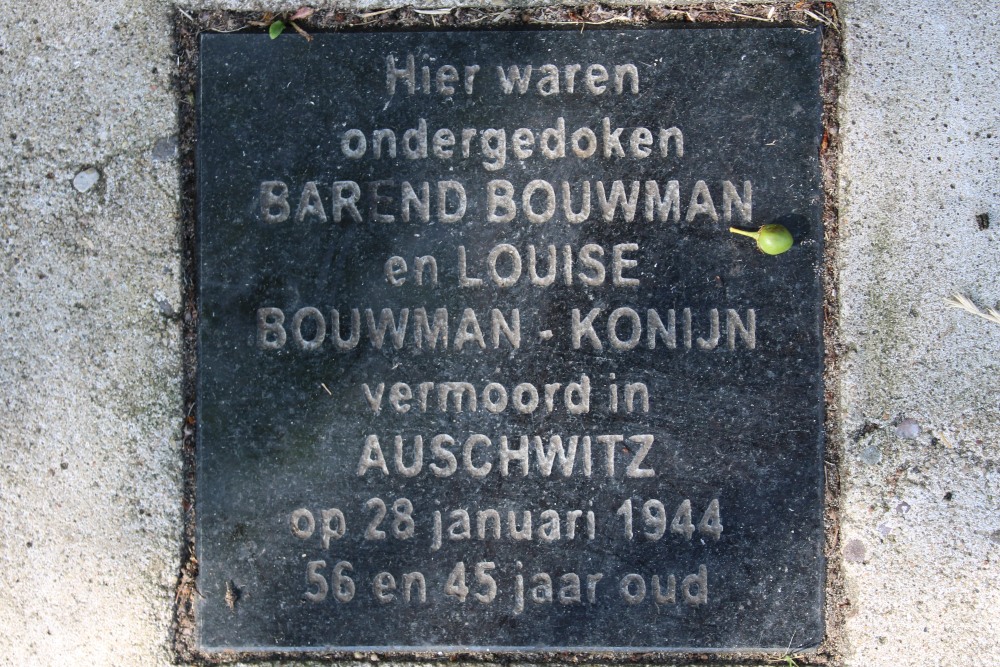 Hier waren
ondergedoken
BAREND BOUWMAN
en LOUISE
BOUWMAN - KONIJN
vermoord in
AUSCHWITZ
op 28 januari 1944
56 en 45 jaar oud